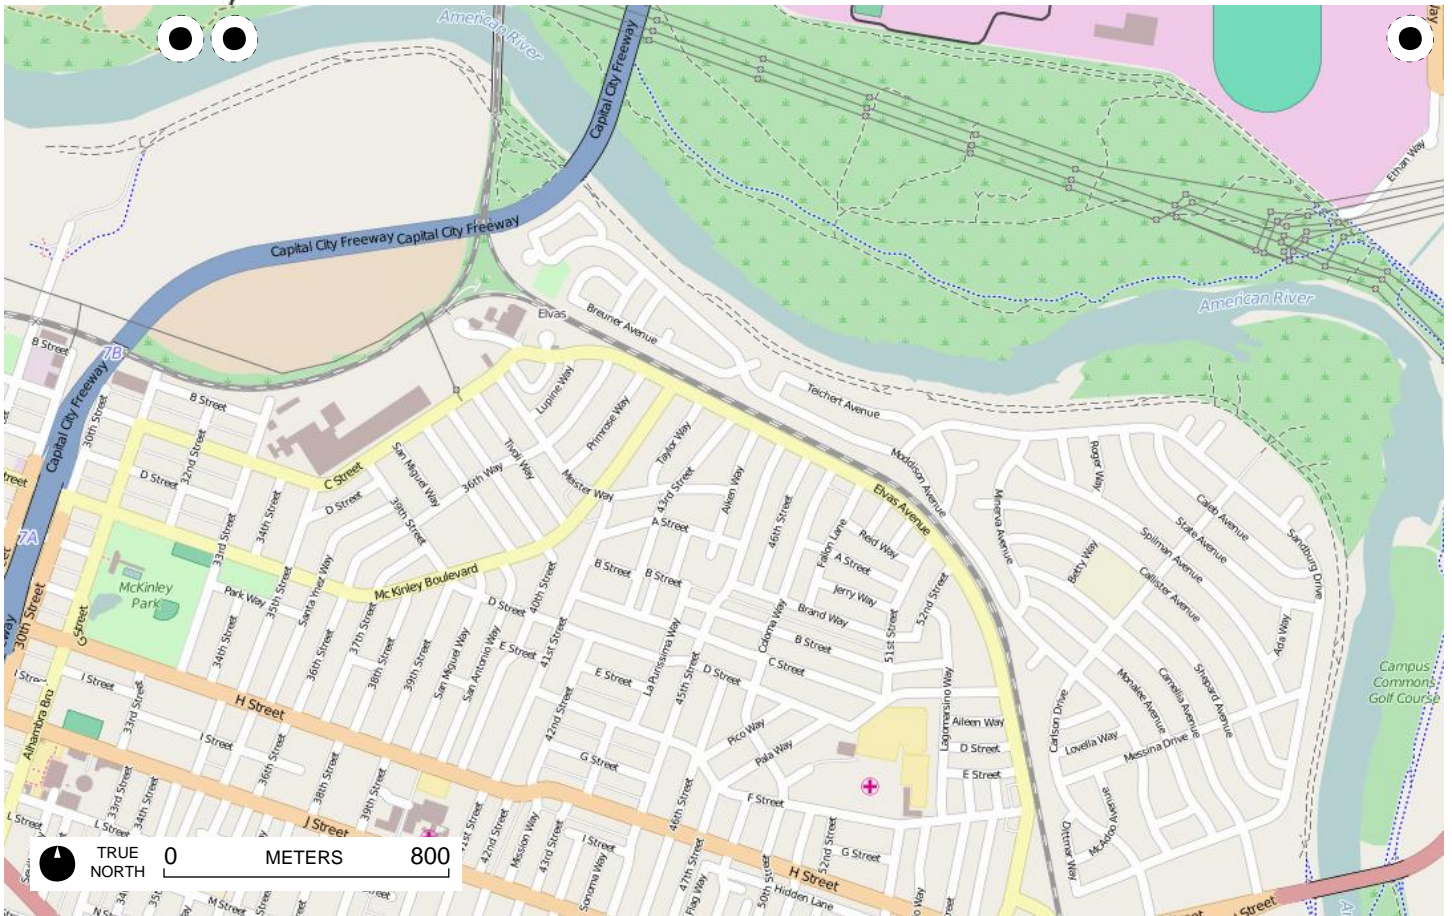 American River
Capital City Freeway
Way
Ethan Way
Capital City Freeway
Capital City Freeway
American River
Elvas
Breuner Avenue
B Street
7B
Capital City Freeway
Lupine Way
Teichert Avenue
30th Street
B Street
32nd Street
Primrose Way
Taylor Way
Moddison Avenue
Roger Way
San Miguel Way
Tivoli Way
36th Way
Meister Way
43rd Street
Aiken Way
Elvas Avenue
Minerva Avenue
Caleb Avenue
State Avenue
Sandburg Drive
C Street
D Street
D Street
39th Street
34th Street
33rd Street
7A
A Street
46th Street
Fallon Lane
Reid Way
A Street
Spilman Avenue
Betty Way
Callister Avenue
McKinley Park
Park Way
35th Street
Santa Ynez Way
Mc Kinley Boulevard
B Street
B Street
40th Street
D Street
Jerry Way
52nd Street
Brand Way
B Street
Coloma Way
51st Street
30th Street
G Street
34th Street
36th Street
37th Street
38th Street
39th Street
San Miguel Way
San Antonio Way
E Street
41st Street
La Purissima Way
45th Street
E Street
D Street
C Street
Ada Way
Campus Commons Golf Course
I Street
I Street
33rd Street
H Street
42nd Street
Lagomarsino Way
Carlson Drive
Monalee Avenue
Camellia Avenue
Shepard Avenue
Alhambra
I Street
36th Street
Pico Way
Pala Way
Aileen Way
D Street
E Street
Lovella Way
Messina Drive
G Street
46th Street
F Street
33rd Street
34th Street
38th Street
39th Street
J Street
L Street
L Street
42nd Street
Mission Way
43rd Street
I Street
Sonoma Way
47th Street
Flag Way
50th Street
52nd Street
G Street
H Street
Hidden Lane
Dittmar Way
McAdoo Avenue
M Street
TRUE NORTH
0 METERS 800